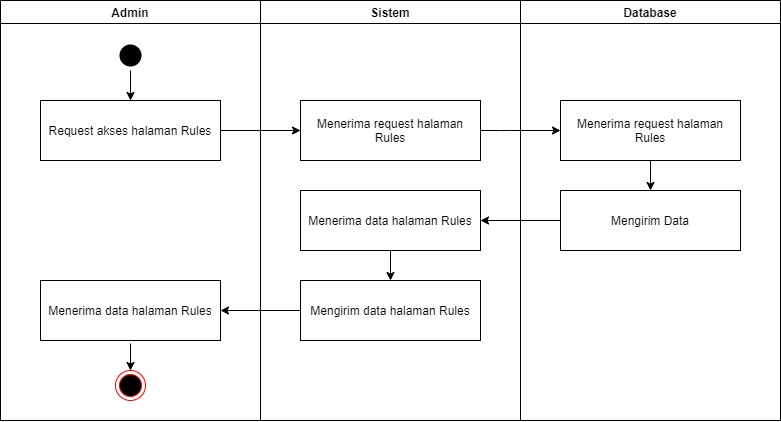 Admin
Sistem
Database
Request akses halaman Rules
Menerima request halaman
Rules
Menerima request halaman
Rules
Menerima data halaman Rules
Mengirim Data
Menerima data halaman Rules
Mengirim data halaman Rules